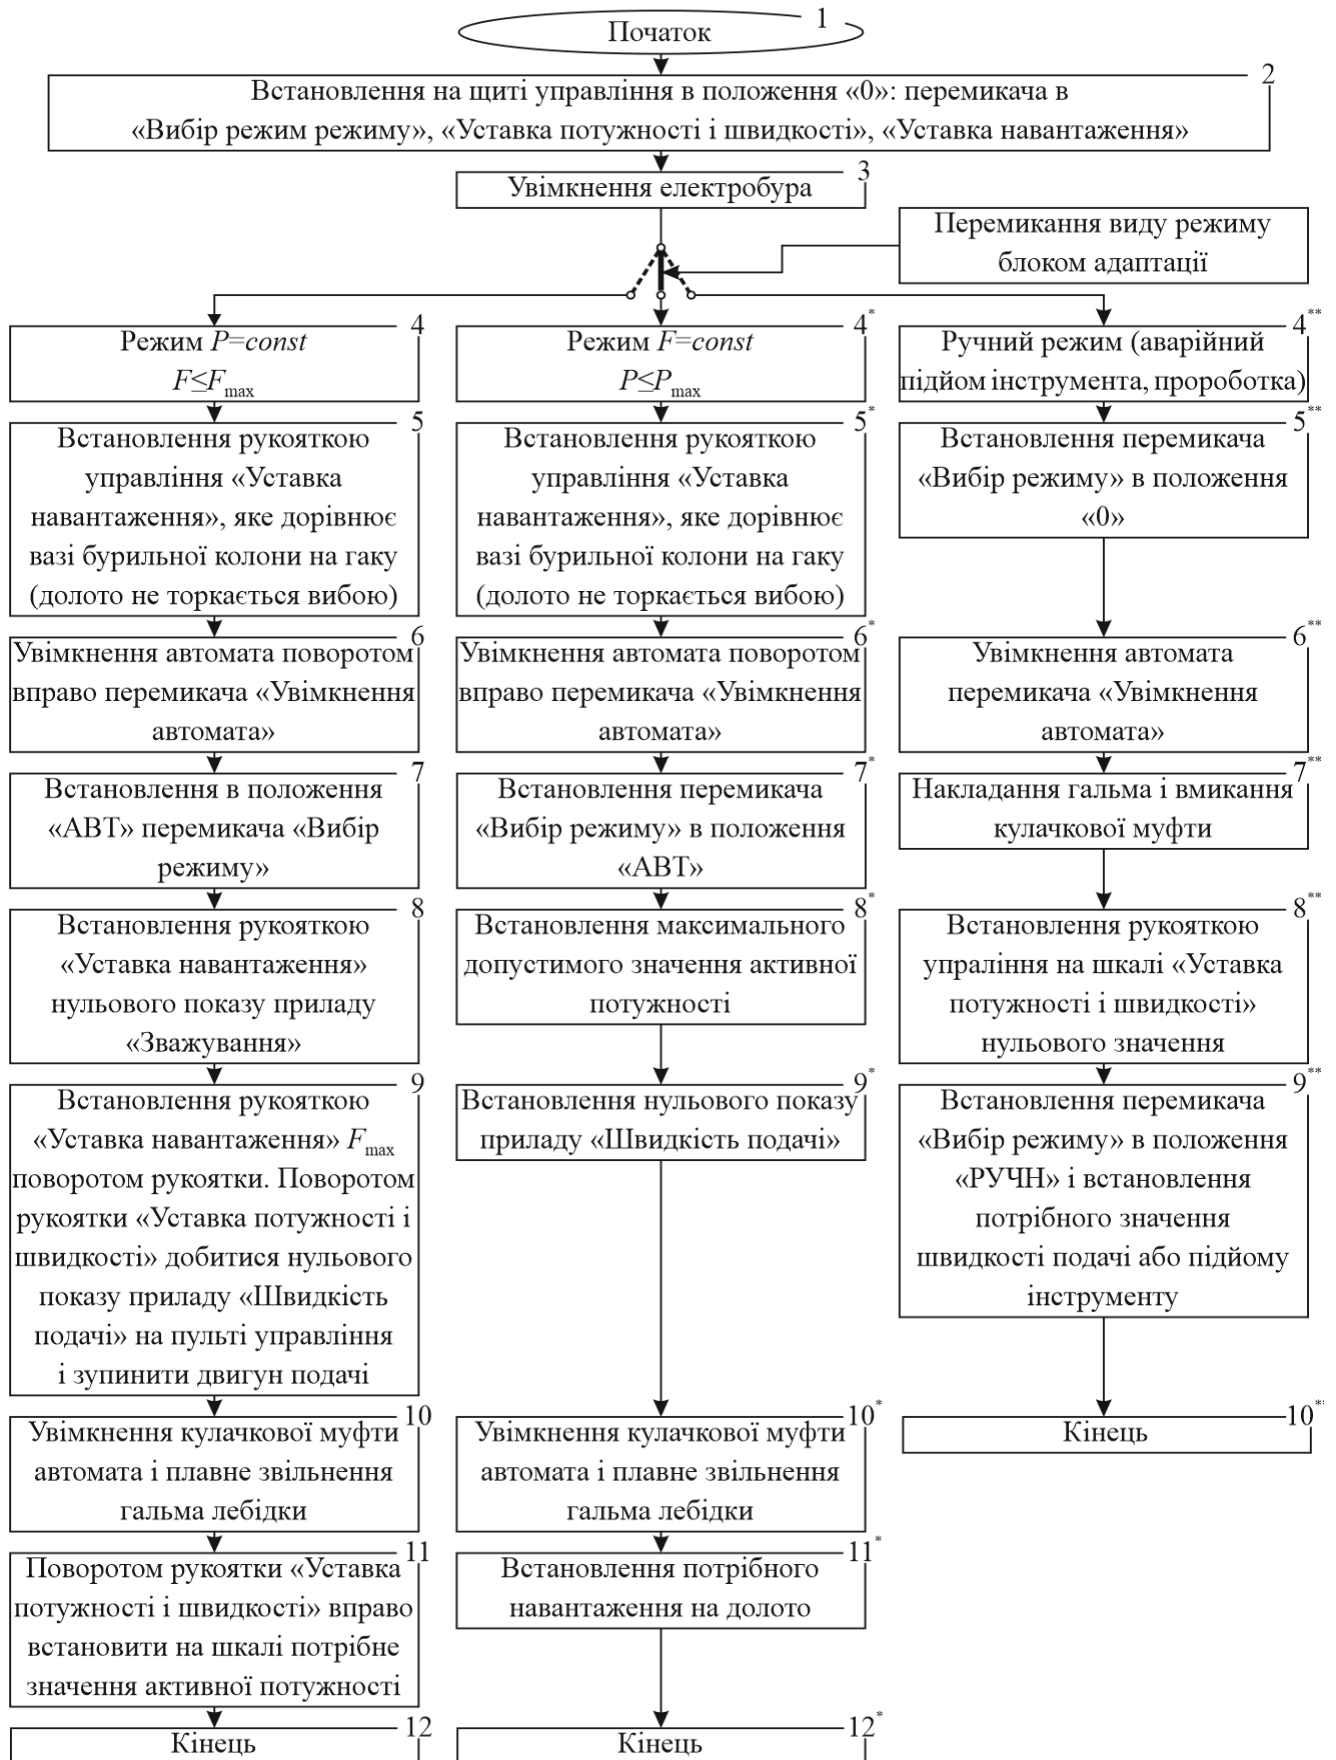 1
Початок
2
Встановлення на щиті управління в положення «0»: перемикача в
«Вибір режим режиму», «Уставка потужності і швидкості», «Уставка навантаження»
3
Увімкнення електробура
Перемикання виду режиму
блоком адаптації
4
Режим P=const
F≤Fmax
5
Встановлення рукояткою
управління «Уставка
навантаження», яке дорівнює
вазі бурильної колони на гаку
(долото не торкається вибою)
6
Увімкнення автомата поворотом
вправо перемикача «Увімкнення
автомата»
7
Встановлення в положення
«АВТ» перемикача «Вибір
режиму»
8
Встановлення рукояткою
«Уставка навантаження»
нульового показу приладу
«Зважування»
9
Встановлення рукояткою
«Уставка навантаження» Fmax
поворотом рукоятки. Поворотом
рукоятки «Уставка потужності і
швидкості» добитися нульового
показу приладу «Швидкість
подачі» на пульті управління
і зупинити двигун подачі
10
Увімкнення кулачкової муфти
автомата і плавне звільнення
гальма лебідки
11
Поворотом рукоятки «Уставка
потужності і швидкості» вправо
встановити на шкалі потрібне
значення активної потужності
12
Кінець
4*
Режим F=const
P≤Pmax
5*
Встановлення рукояткою
управління «Уставка
навантаження», яке дорівнює
вазі бурильної колони на гаку
(долото не торкається вибою)
6*
Увімкнення автомата поворотом
вправо перемикача «Увімкнення
автомата»
7*
Встановлення перемикача
«Вибір режиму» в положення
«АВТ»
8*
Встановлення максимального
допустимого значення активної
потужності
9*
Встановлення нульового показу
приладу «Швидкість подачі»
10*
Увімкнення кулачкової муфти
автомата і плавне звільнення
гальма лебідки
11*
Встановлення потрібного
навантаження на долото
12*
Кінець
4**
Ручний режим (аварійний
підйом інструмента, пророботка)
5**
Встановлення перемикача
«Вибір режиму» в положення
«0»
6**
Увімкнення автомата
перемикача «Увімкнення
автомата»
7**
Накладання гальма і вмикання
кулачкової муфти
8**
Встановлення рукояткою
упраління на шкалі «Уставка
потужності і швидкості»
нульового значення
9**
Встановлення перемикача
«Вибір режиму» в положення
«РУЧН» і встановлення
потрібного значення
швидкості подачі або підйому
інструменту
10**
Кінець